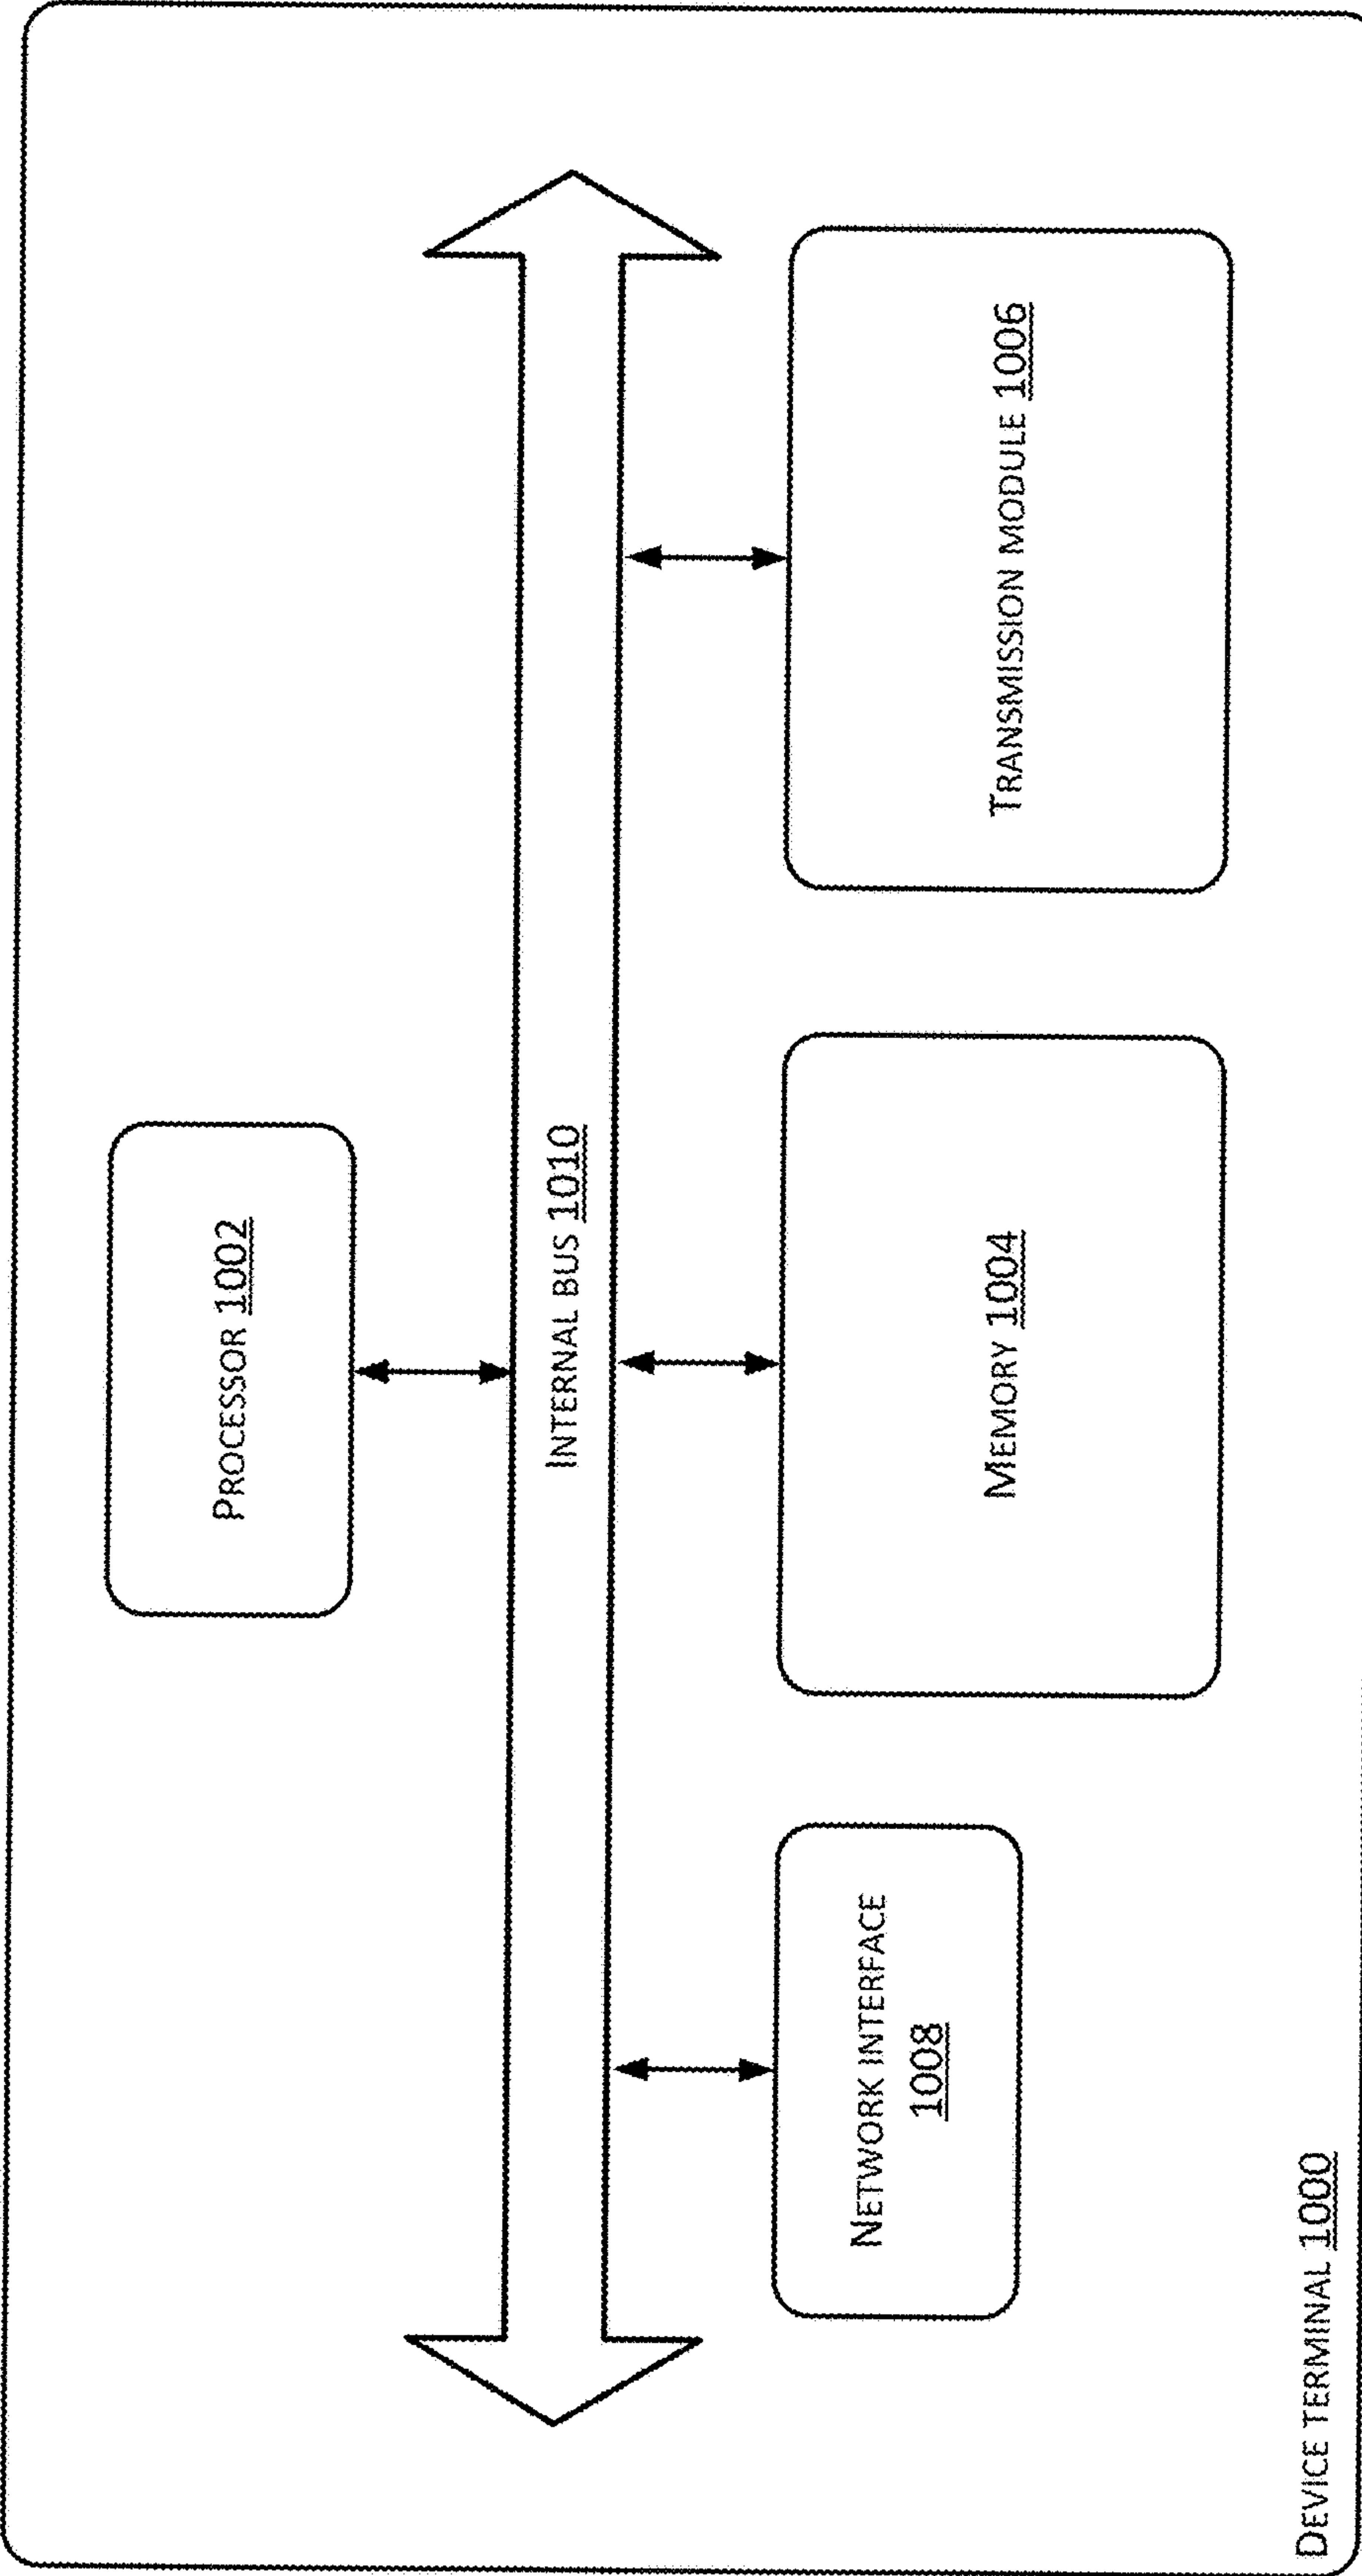 PROCESSOR 1002
INTERNAL BUS 1010
NETWORK INTERFACE
1008
MEMORY 1004
TRANSMISSION MODULE 1006
DEVICE TERMINAL 1000